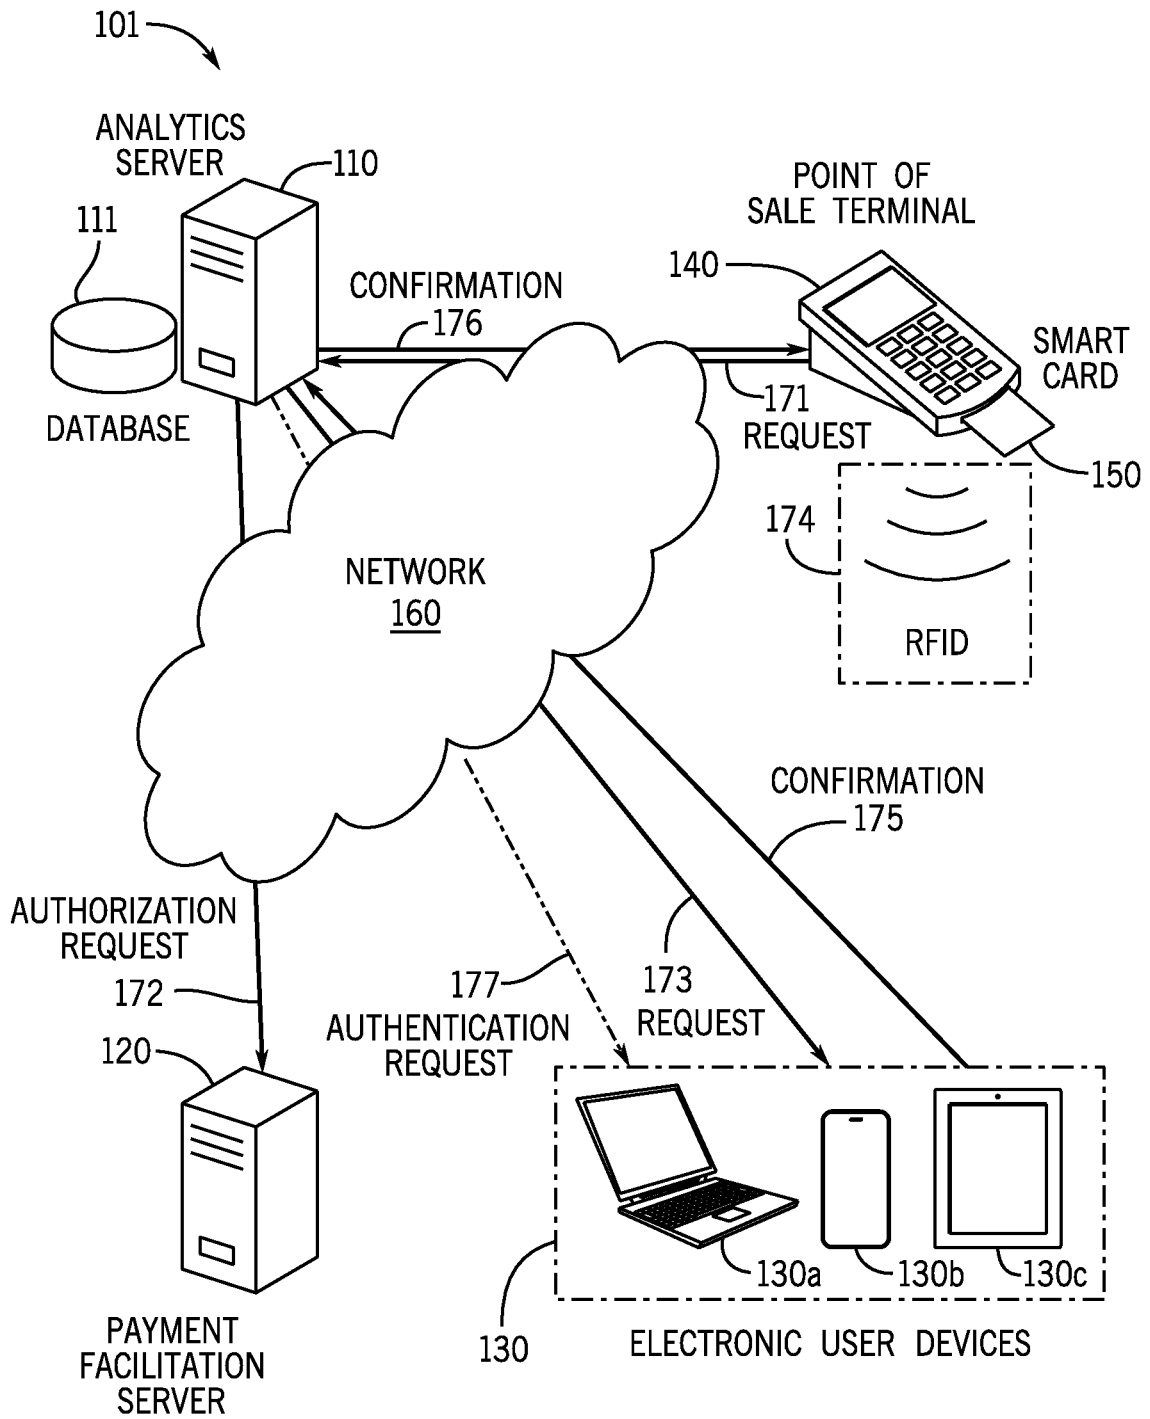 101
ANALYTICS
SERVER
110
111
DATABASE
CONFIRMATION
176
POINT OF
SALE TERMINAL
140
SMART
CARD
171
REQUEST
150
174
RFID
NETWORK
160
CONFIRMATION
175
AUTHORIZATION
REQUEST
172
177
AUTHENTICATION
REQUEST
173
REQUEST
120
PAYMENT
FACILITATION
SERVER
130a
130b
130c
130
ELECTRONIC USER DEVICES